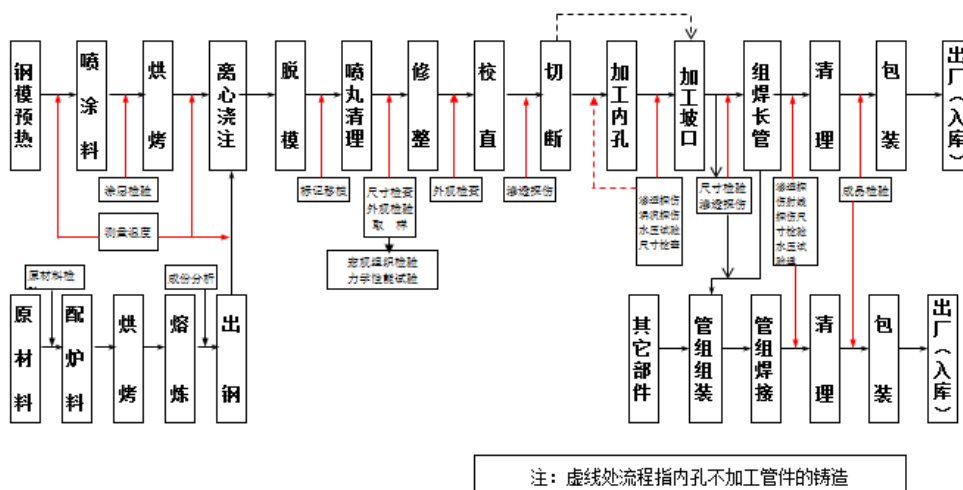 钢模预热
喷涂料
烘烤
离心浇注
脱模
喷丸清理
修整
校直
切断
加工内孔
加工坡口
组焊长管
清理
包装
出厂（入库）
涂层检验
测量温度
标记移植
尺寸检查
外观检验
取样
外观检查
渗透探伤
渗透探伤
涡流探伤
水压试验
尺寸检查
尺寸检验
渗透探伤
渗透探
伤射线
探伤尺
寸检验
水压试
成品检验
宏观组织检验
力学性能试验
原材料检
成份分析
原材料
配炉料
烘烤
熔炼
出钢
其它部件
管组组装
管组焊接
清理
包装
出厂（入库）
注：虚线处流程指内孔不加工管件的铸造